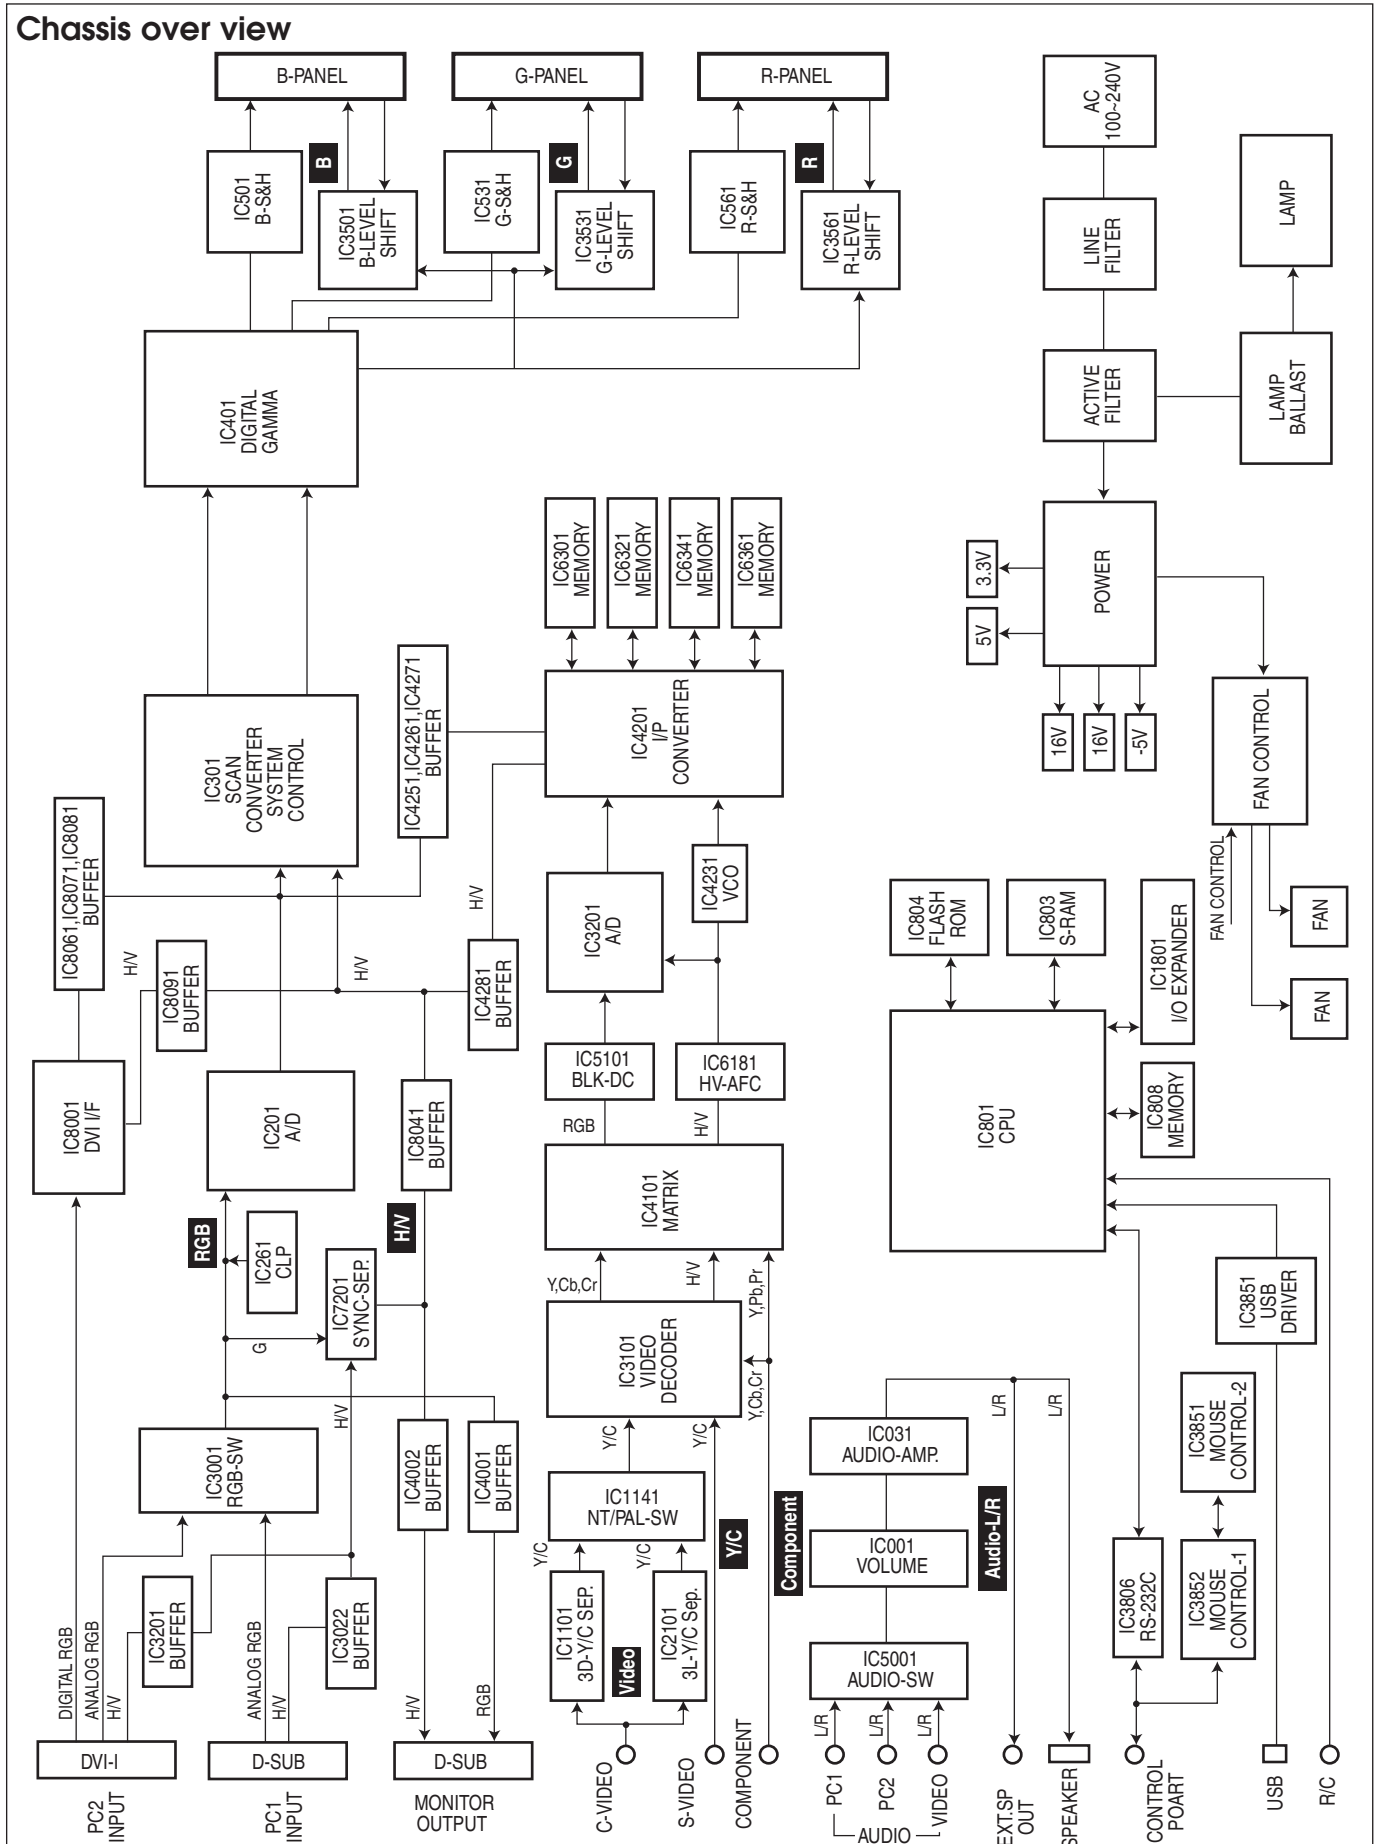 Chassis over view
B-PANEL
G-PANEL
R-PANEL
AC
100~240V
LAMP
IC501
B-S&H
B
IC3501
B-LEVEL
SHIFT
IC531
G-S&H
G
IC3531
G-LEVEL
SHIFT
IC561
R-S&H
R
IC3561
R-LEVEL
SHIFT
LINE
FILTER
IC401
DIGITAL
GAMMA
ACTIVE
FILTER
LAMP
BALLAST
IC6301
MEMORY
IC6321
MEMORY
IC6341
MEMORY
IC6361
MEMORY
3.3V
5V
POWER
16V
16V
-5V
FAN CONTROL
FAN CONTROL
FAN
FAN
IC301
SCAN
CONVERTER
SYSTEM
CONTROL
IC4251,IC4261,IC4271
BUFFER
IC4201
I/P
CONVERTER
IC8061,IC8071,IC8081
BUFFER
H/V
IC8091
BUFFER
H/V
H/V
IC4281
BUFFER
IC3201
A/D
IC4231
VCO
IC804
FLASH
ROM
IC803
S-RAM
IC1801
I/O EXPANDER
IC8001
DVI I/F
IC201
A/D
IC8041
BUFFER
IC5101
BLK-DC
IC6181
HV-AFC
RGB
H/V
IC801
CPU
IC808
MEMORY
RGB
IC261
CLP
IC7201
SYNC-SEP.
H/V
G
H/V
IC4101
MATRIX
Y,Cb,Cr
H/V
Y,Pb,Pr
IC3101
VIDEO
DECODER
Y,Cb,Cr
IC3851
USB
DRIVER
IC3001
RGB-SW
IC4002
BUFFER
IC4001
BUFFER
Y/C
Y/C
IC1141
NT/PAL-SW
Y/C
Y/C
Y/C
Component
IC031
AUDIO-AMP.
L/R
L/R
IC001
VOLUME
Audio-L/R
IC3851
MOUSE
CONTROL-2
IC3806
RS-232C
IC3852
MOUSE
CONTROL-1
DIGITAL RGB
ANALOG RGB
H/V
IC3201
BUFFER
ANALOG RGB
H/V
IC3022
BUFFER
H/V
RGB
IC1101
3D-Y/C SEP.
Video
IC2101
3L-Y/C Sep.
IC5001
AUDIO-SW
L/R
L/R
L/R
DVI-I
D-SUB
D-SUB
PC2
INPUT
PC1
INPUT
MONITOR
OUTPUT
C-VIDEO
S-VIDEO
COMPONENT
PC1
PC2
VIDEO
AUDIO
EXT.SP
OUT
SPEAKER
CONTROL
POART
USB
R/C